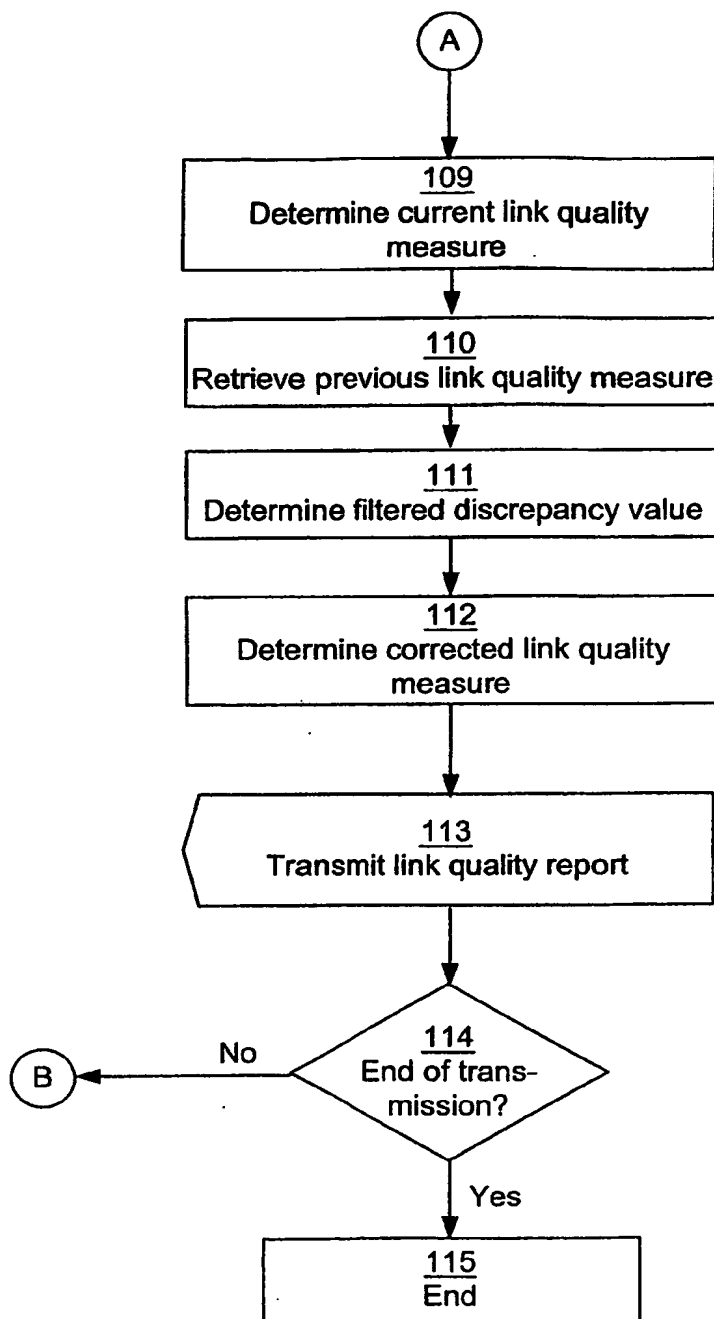 A
109
Determine current link quality
measure
110
Retrieve previous link quality measure
111
Determine filtered discrepancy value
112
Determine corrected link quality
measure
113
Transmit link quality report
114
End of trans-
mission?
No
B
Yes
115
End